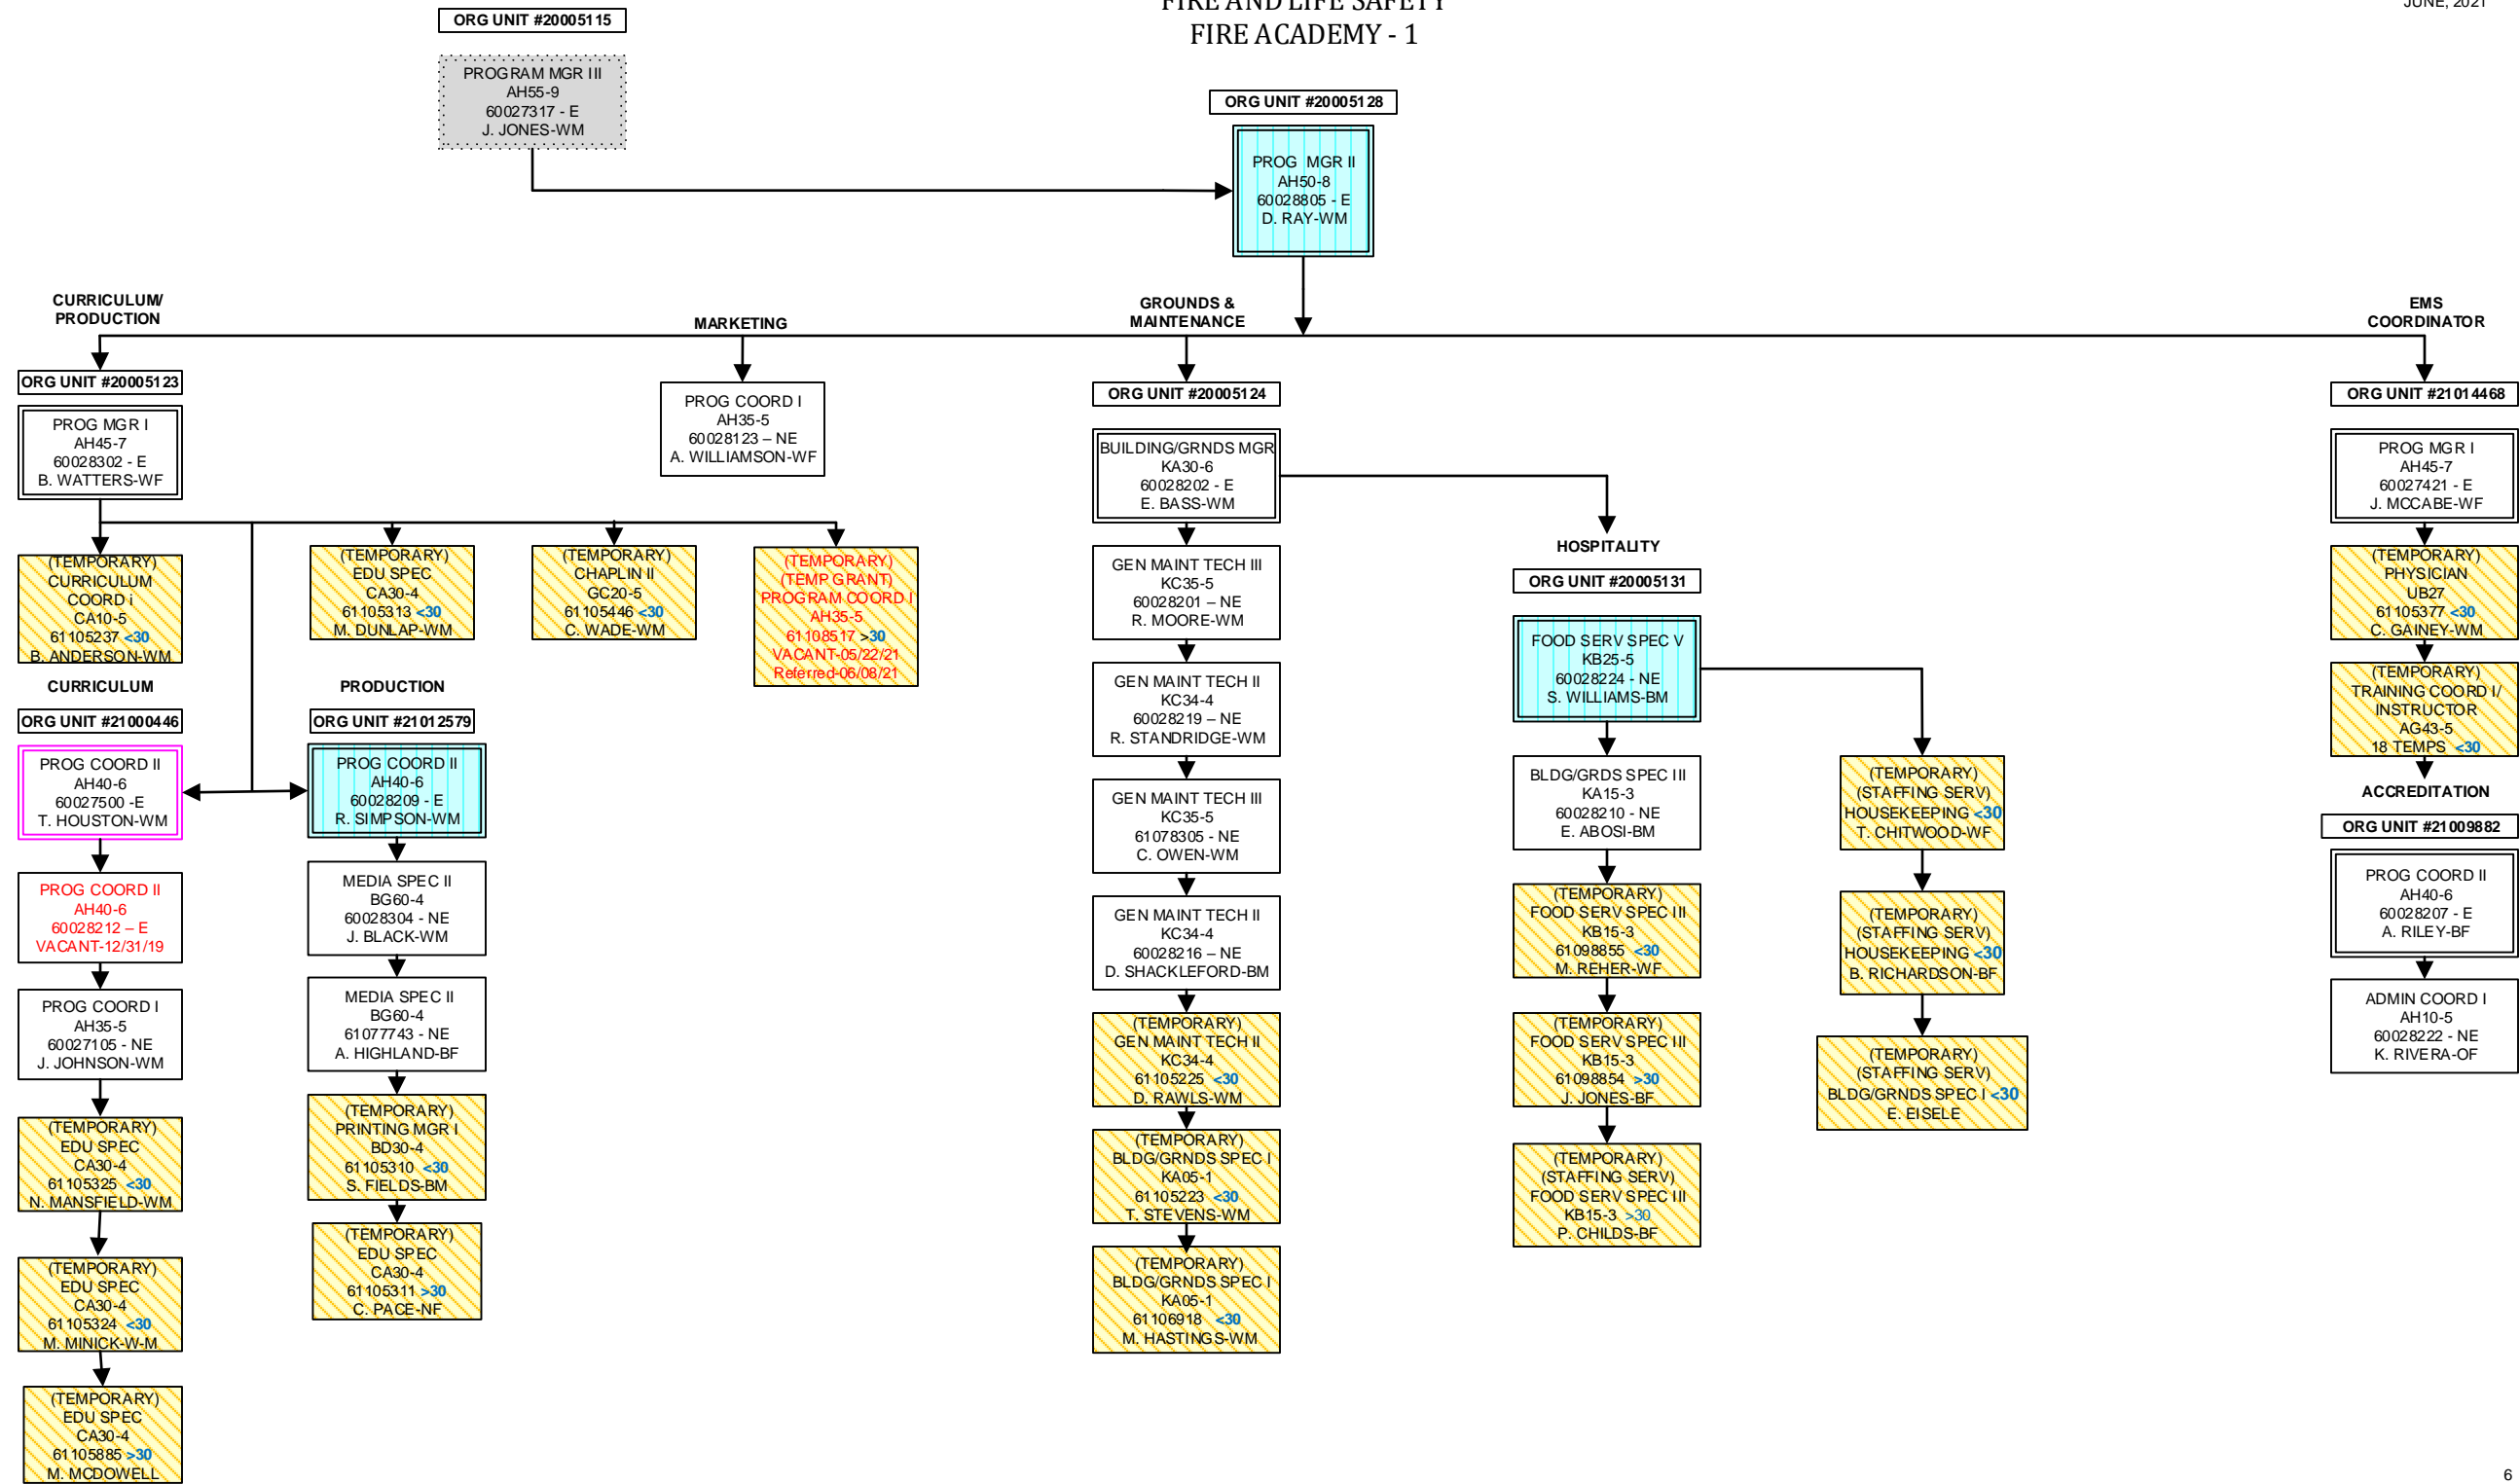 JUNE, 2021
FIRE AND LIFE SAFETY
FIRE ACADEMY - 1
ORG UNIT #20005115
PROGRAM MGR III
AH55-9
60027317 - E
J. JONES-WM
ORG UNIT #20005128
PROG  MGR II
AH50-8
60028805 - E
D. RAY-WM
CURRICULUM/
PRODUCTION
ORG UNIT #20005123
PROG MGR I
AH45-7
60028302 - E
B. WATTERS-WF
(TEMPORARY)
CURRICULUM
COORD i
CA10-5
61105237 <30
B. ANDERSON-WM
(TEMPORARY)
EDU SPEC
CA30-4
61105313 <30
M. DUNLAP-WM
(TEMPORARY)
CHAPLIN II
GC20-5
61105446 <30
C. WADE-WM
(TEMPORARY)
(TEMP GRANT)
PROGRAM COORD I
AH35-5
61108517 >30
VACANT-05/22/21
Referred-06/08/21
CURRICULUM
ORG UNIT #21000446
PROG COORD II
AH40-6
60027500 -E
T. HOUSTON-WM
PROG COORD II
AH40-6
60028212 – E
VACANT-12/31/19
PROG COORD I
AH35-5
60027105 - NE
J. JOHNSON-WM
(TEMPORARY)
EDU SPEC
CA30-4
61105325 <30
N. MANSFIELD-WM
(TEMPORARY)
EDU SPEC
CA30-4
61105324 <30
M. MINICK-W-M
(TEMPORARY)
EDU SPEC
CA30-4
61105885 >30
M. MCDOWELL
PRODUCTION
ORG UNIT #21012579
PROG COORD II
AH40-6
60028209 - E
R. SIMPSON-WM
MEDIA SPEC II
BG60-4
60028304 - NE
J. BLACK-WM
MEDIA SPEC II
BG60-4
61077743 - NE
A. HIGHLAND-BF
(TEMPORARY)
PRINTING MGR I
BD30-4
61105310 <30
S. FIELDS-BM
(TEMPORARY)
EDU SPEC
CA30-4
61105311 >30
C. PACE-NF
MARKETING
PROG COORD I
AH35-5
60028123 – NE
A. WILLIAMSON-WF
GROUNDS &
MAINTENANCE
ORG UNIT #20005124
BUILDING/GRNDS MGR
KA30-6
60028202 - E
E. BASS-WM
GEN MAINT TECH III
KC35-5
60028201 – NE
R. MOORE-WM
GEN MAINT TECH II
KC34-4
60028219 – NE
R. STANDRIDGE-WM
GEN MAINT TECH III
KC35-5
61078305 - NE
C. OWEN-WM
GEN MAINT TECH II
KC34-4
60028216 – NE
D. SHACKLEFORD-BM
(TEMPORARY)
GEN MAINT TECH II
KC34-4
61105225 <30
D. RAWLS-WM
(TEMPORARY)
BLDG/GRNDS SPEC I
KA05-1
61105223 <30
T. STEVENS-WM
(TEMPORARY)
BLDG/GRNDS SPEC I
KA05-1
61106918 <30
M. HASTINGS-WM
HOSPITALITY
ORG UNIT #20005131
FOOD SERV SPEC V
KB25-5
60028224 - NE
S. WILLIAMS-BM
BLDG/GRDS SPEC III
KA15-3
60028210 - NE
E. ABOSI-BM
(TEMPORARY)
FOOD SERV SPEC III
KB15-3
61098855 <30
M. REHER-WF
(TEMPORARY)
FOOD SERV SPEC III
KB15-3
61098854 >30
J. JONES-BF
(TEMPORARY)
(STAFFING SERV)
FOOD SERV SPEC III
KB15-3 >30
P. CHILDS-BF
(TEMPORARY)
(STAFFING SERV)
HOUSEKEEPING <30
T. CHITWOOD-WF
(TEMPORARY)
(STAFFING SERV)
HOUSEKEEPING <30
B. RICHARDSON-BF
(TEMPORARY)
(STAFFING SERV)
BLDG/GRNDS SPEC I <30
E. EISELE
EMS
COORDINATOR
ORG UNIT #21014468
PROG MGR I
AH45-7
60027421 - E
J. MCCABE-WF
(TEMPORARY)
PHYSICIAN
UB27
61105377 <30
C. GAINEY-WM
(TEMPORARY)
TRAINING COORD I/
INSTRUCTOR
AG43-5
18 TEMPS <30
ACCREDITATION
ORG UNIT #21009882
PROG COORD II
AH40-6
60028207 - E
A. RILEY-BF
ADMIN COORD I
AH10-5
60028222 - NE
K. RIVERA-OF
6